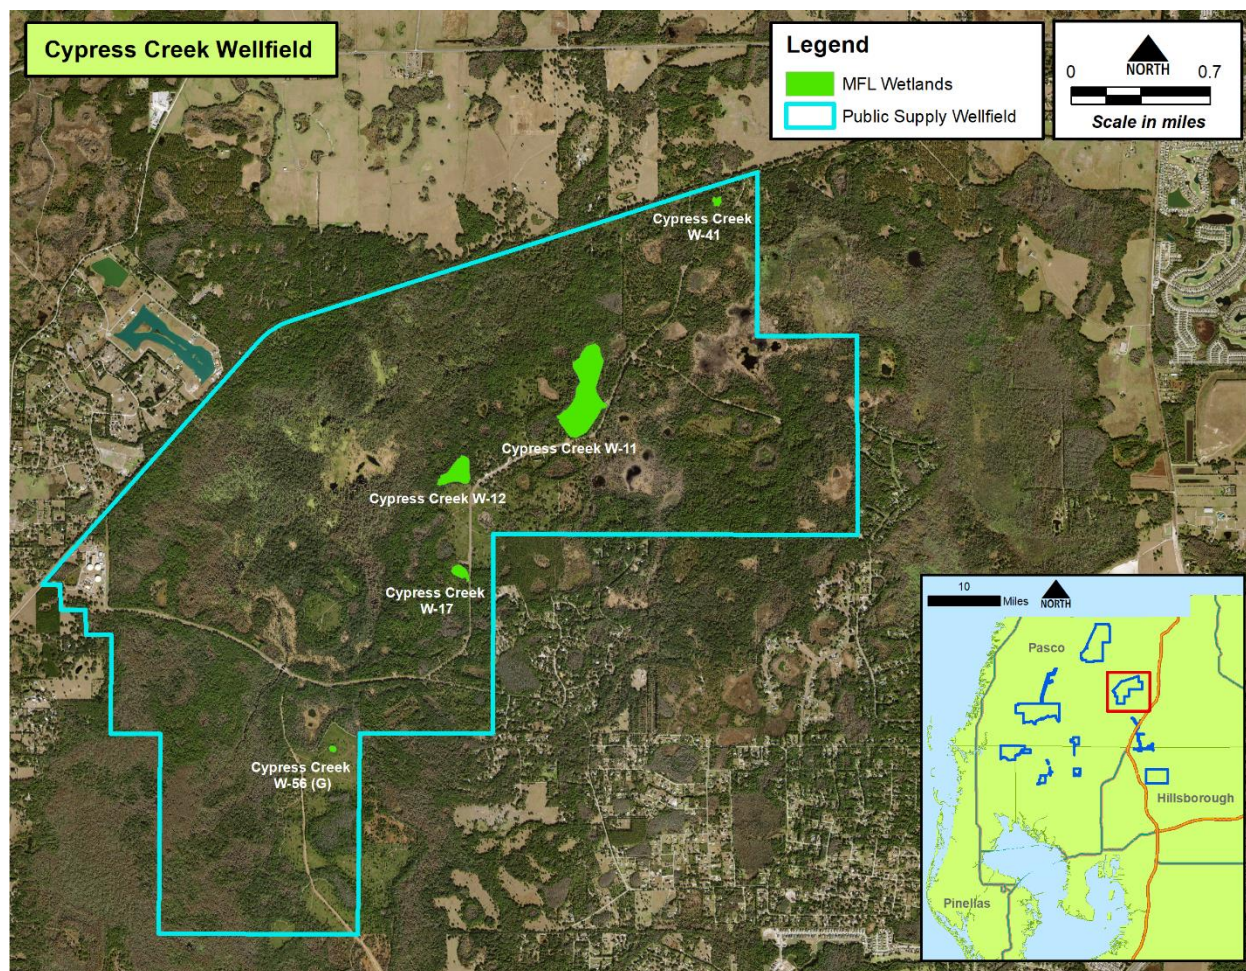 Cypress Creek Wellfield
Legend
MFL Wetlands
Public Supply Wellfield
NORTH
0 0.7
Scale in miles
Cypress Creek
W-41
Cypress Creek W-11
Cypress Creek W-12
Cypress Creek
W-17
Cypress Creek
W-56 (G)
10
Miles
NORTH
Pasco
Hillsborough
Pinellas